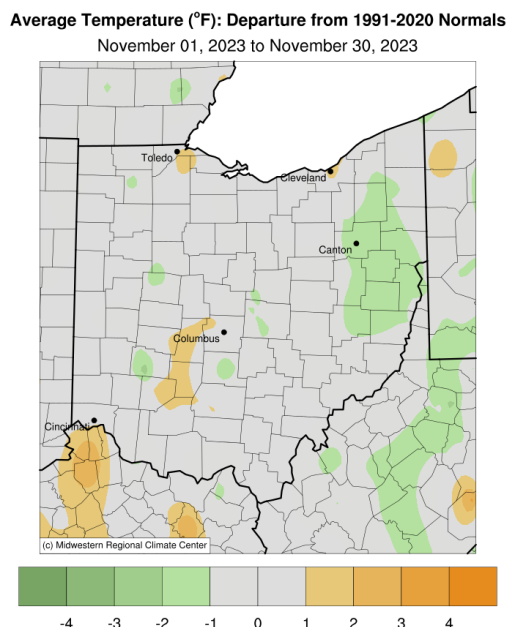 Average Temperature (°F): Departure from 1991-2020 Normals
November 01, 2023 to November 30, 2023
Toledo
Cleveland
Canton
Columbus
Cincinnati
(c) Midwestern Regional Climate Center
-4 -3 -2 -1 0 1 2 3 4